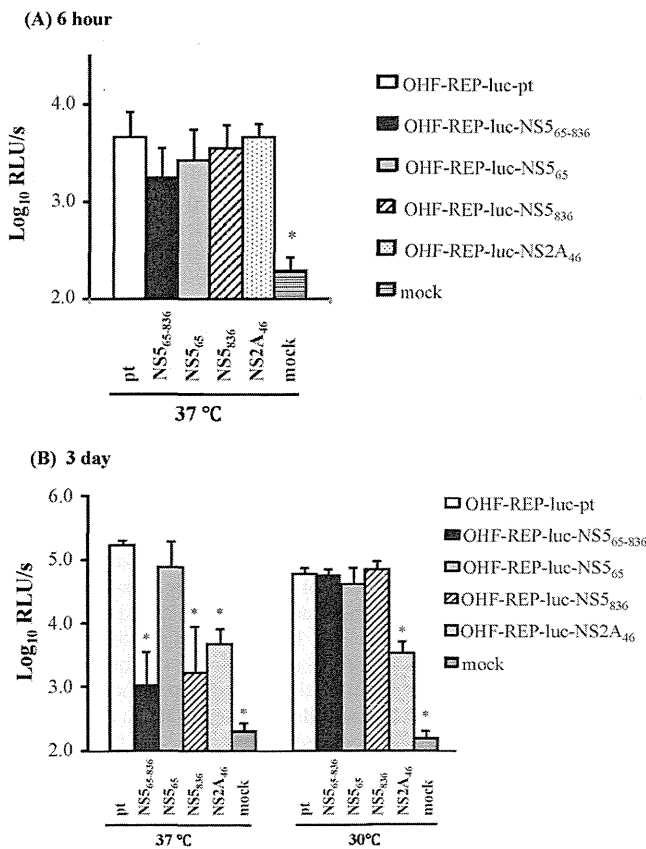 (A) 6 hour
Log₁₀ RLU/s
4.0
3.0
2.0
*
pt
NS5₆₅₋₈₃₆
NS5₆₅
NS5₈₃₆
NS2A₄₆
mock
37 °C
OHF-REP-luc-pt
OHF-REP-luc-NS5₆₅₋₈₃₆
OHF-REP-luc-NS5₆₅
OHF-REP-luc-NS5₈₃₆
OHF-REP-luc-NS2A₄₆
mock
(B) 3 day
Log₁₀ RLU/s
6.0
5.0
4.0
3.0
2.0
* * * * * *
pt
NS5₆₅₋₈₃₆
NS5₆₅
NS5₈₃₆
NS2A₄₆
mock
37 °C
pt
NS5₆₅₋₈₃₆
NS5₆₅
NS5₈₃₆
NS2A₄₆
mock
30°C
OHF-REP-luc-pt
OHF-REP-luc-NS5₆₅₋₈₃₆
OHF-REP-luc-NS5₆₅
OHF-REP-luc-NS5₈₃₆
OHF-REP-luc-NS2A₄₆
mock